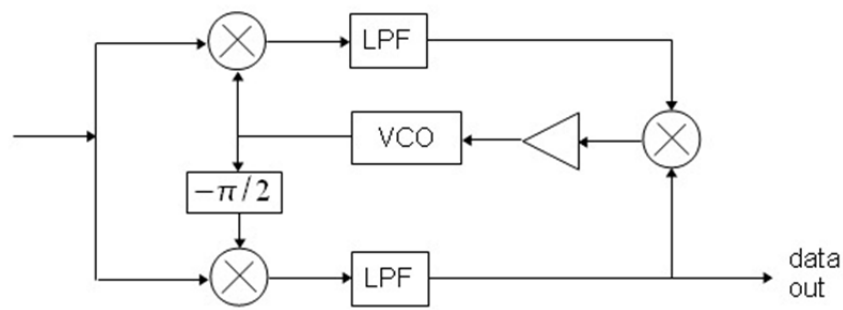 LPF
VCO
−π/2
LPF
data
out